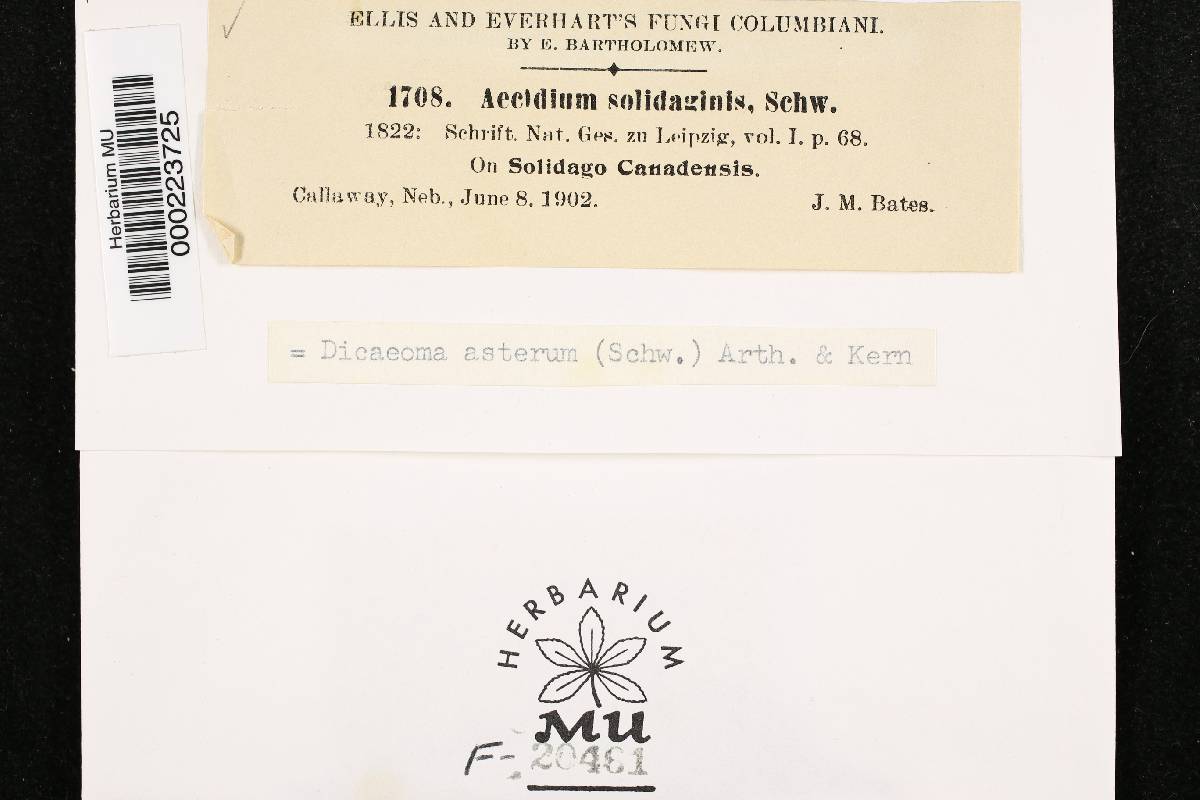 ELLIS AND EVERHART'S FUNGI COLUMBIANI.
BY E. BARTHOLOMEW.
1708. Aecidium solidaginis, Schw.
1822: Schrift. Nat. Ges. zu Leipzig, vol. I. p. 68.
On Solidago Canadensis.
Callaway, Neb., June 8, 1902. J. M. Bates.
Herbarium MU
000223725
= Dicaeoma asterum (Schw.) Arth. & Kern
HERBARIUM
MU
F- 20461